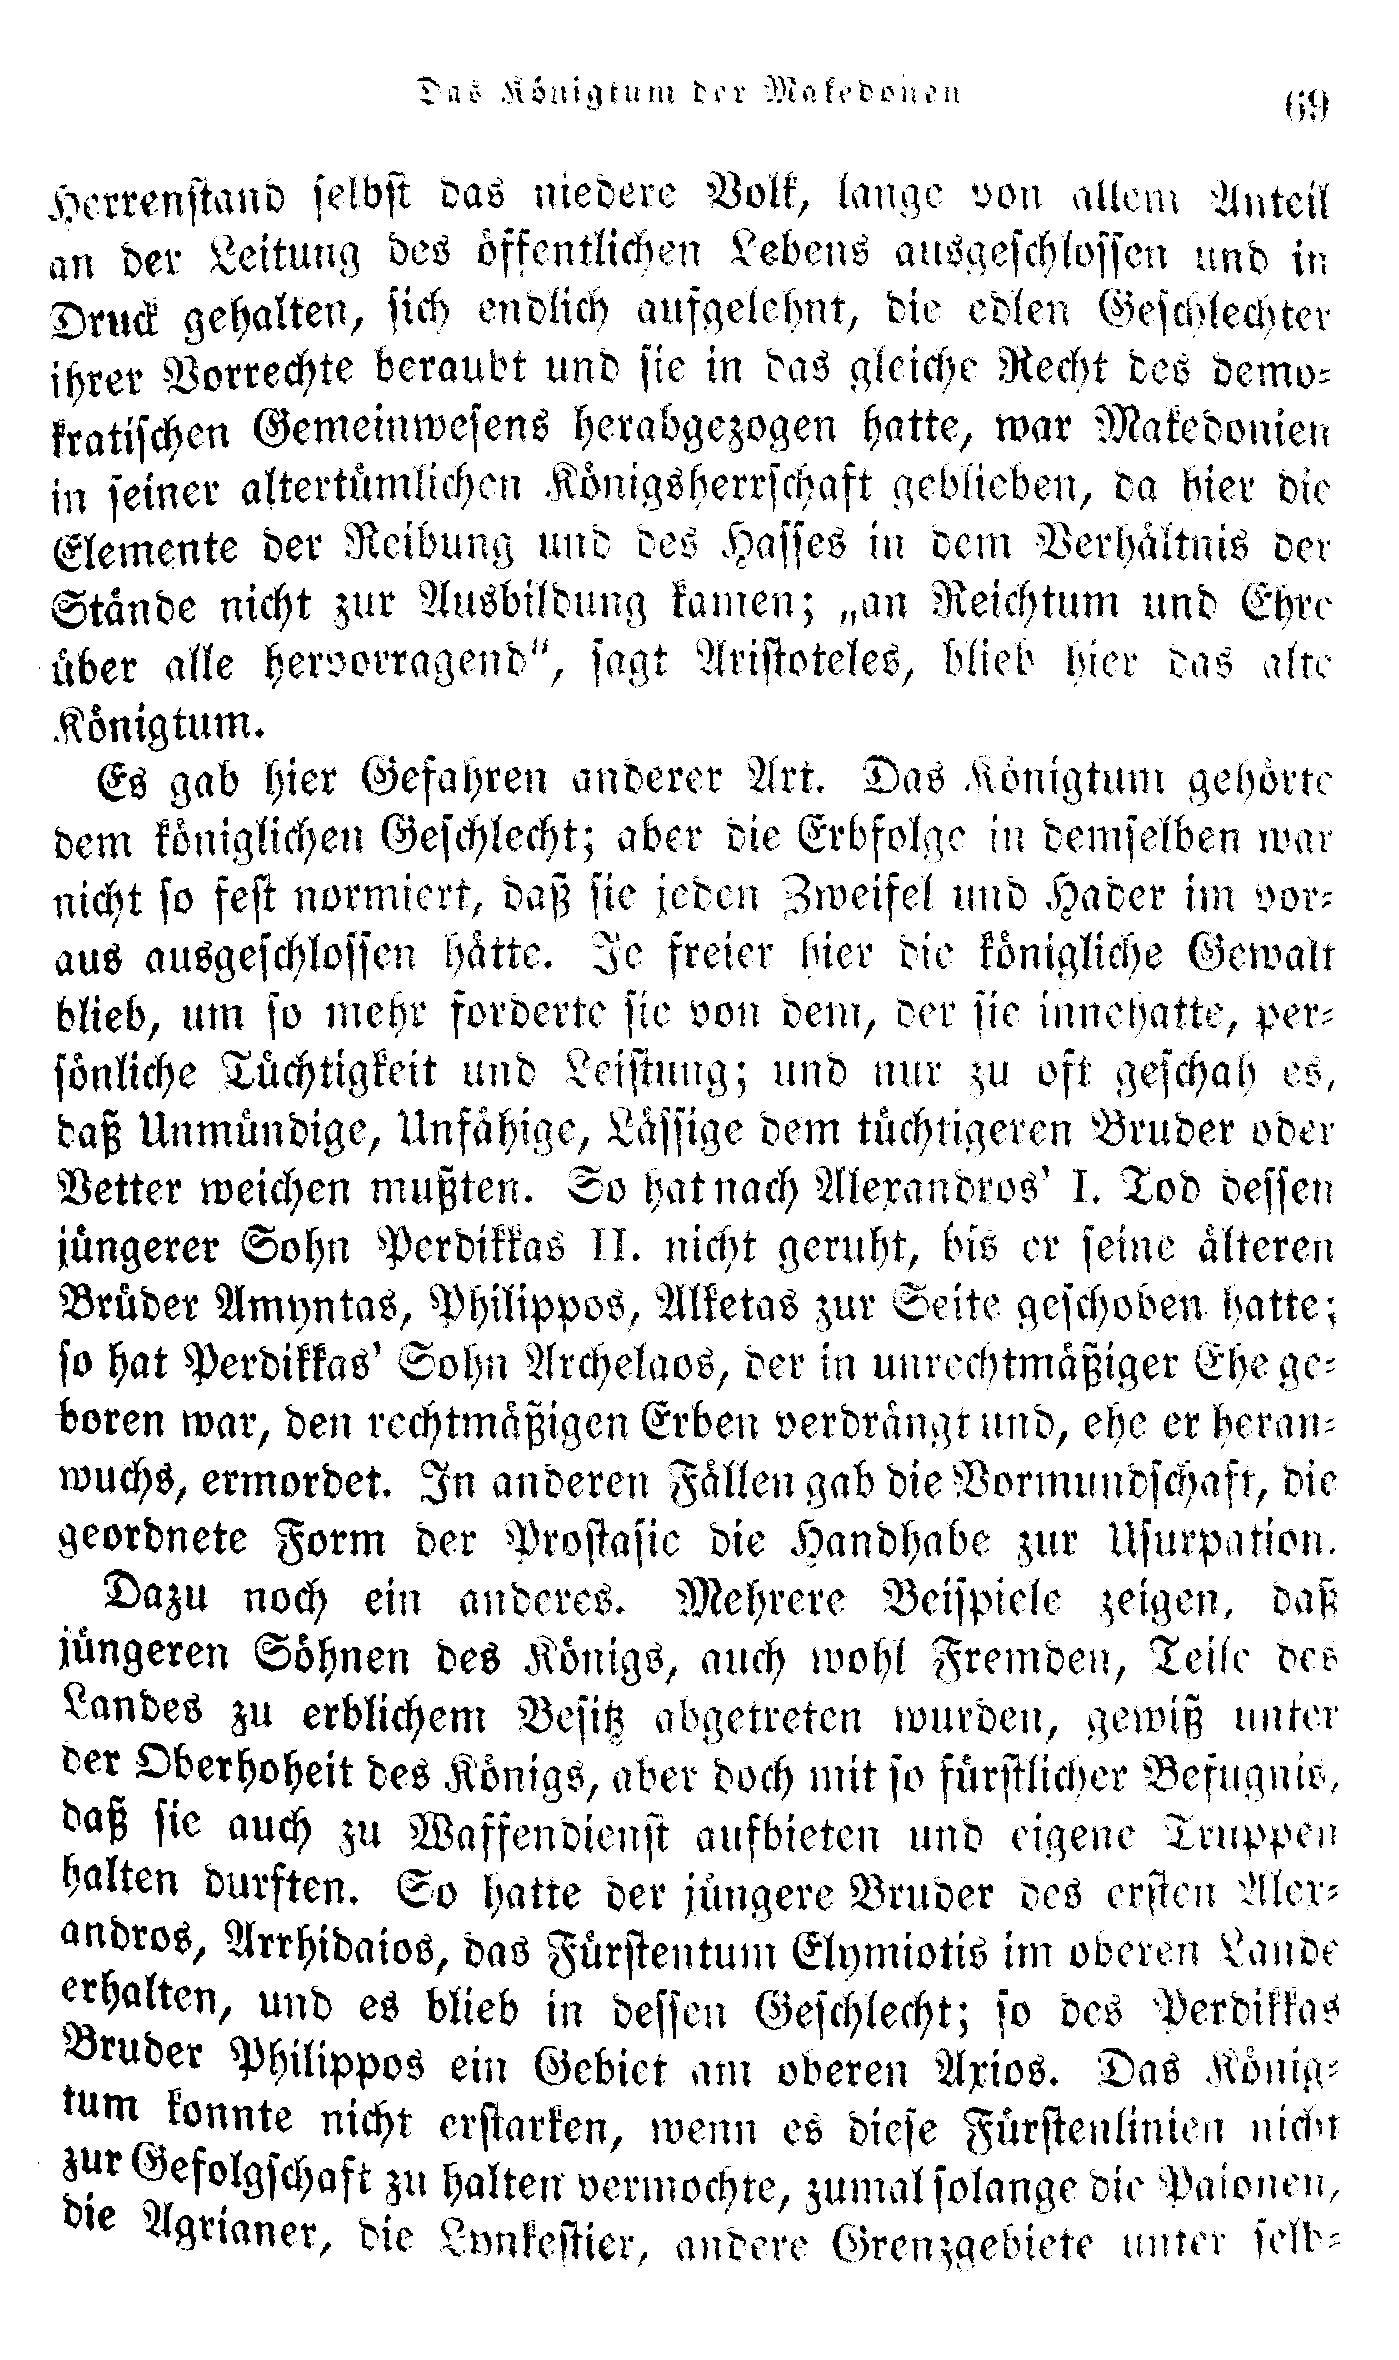 Das Königtum der Makedonen
69
Herrenstand selbst das niedere Volk, lange von allem Anteil
an der Leitung des öffentlichen Lebens ausgeschlossen und in
Druck gehalten, sich endlich aufgelehnt, die edlen Geschlechter
ihrer Vorrechte beraubt und sie in das gleiche Recht des demo-
kratischen Gemeinwesens herabgezogen hatte, war Makedonien
in seiner altertümlichen Königsherrschaft geblieben, da hier die
Elemente der Reibung und des Hasses in dem Verhältnis der
Stände nicht zur Ausbildung kamen; „an Reichtum und Ehre
über alle hervorragend“, sagt Aristoteles, blieb hier das alte
Königtum.
Es gab hier Gefahren anderer Art. Das Königtum gehörte
dem königlichen Geschlecht; aber die Erbfolge in demselben war
nicht so fest normiert, daß sie jeden Zweifel und Hader im vor-
aus ausgeschlossen hätte. Je freier hier die königliche Gewalt
blieb, um so mehr forderte sie von dem, der sie innehatte, per-
sönliche Tüchtigkeit und Leistung; und nur zu oft geschah es,
daß Unmündige, Unfähige, Lässige dem tüchtigeren Bruder oder
Vetter weichen mußten. So hat nach Alexandros’ I. Tod dessen
jüngerer Sohn Perdikkas II. nicht geruht, bis er seine älteren
Brüder Amyntas, Philippos, Alketas zur Seite geschoben hatte;
so hat Perdikkas’ Sohn Archelaos, der in unrechtmäßiger Ehe ge-
boren war, den rechtmäßigen Erben verdrängt und, ehe er heran-
wuchs, ermordet. In anderen Fällen gab die Vormundschaft, die
geordnete Form der Prostasie die Handhabe zur Usurpation.
Dazu noch ein anderes. Mehrere Beispiele zeigen, daß
jüngeren Söhnen des Königs, auch wohl Fremden, Teile des
Landes zu erblichem Besitz abgetreten wurden, gewiß unter
der Oberhoheit des Königs, aber doch mit so fürstlicher Befugnis,
daß sie auch zu Waffendienst aufbieten und eigene Truppen
halten durften. So hatte der jüngere Bruder des ersten Alex-
andros, Arrhidaios, das Fürstentum Elymiotis im oberen Lande
erhalten, und es blieb in dessen Geschlecht; so des Perdikkas
Bruder Philippos ein Gebiet am oberen Axios. Das König-
tum konnte nicht erstarken, wenn es diese Fürstenlinien nicht
zur Gefolgschaft zu halten vermochte, zumal solange die Paionen,
die Agrianer, die Lynkestier, andere Grenzgebiete unter selb-